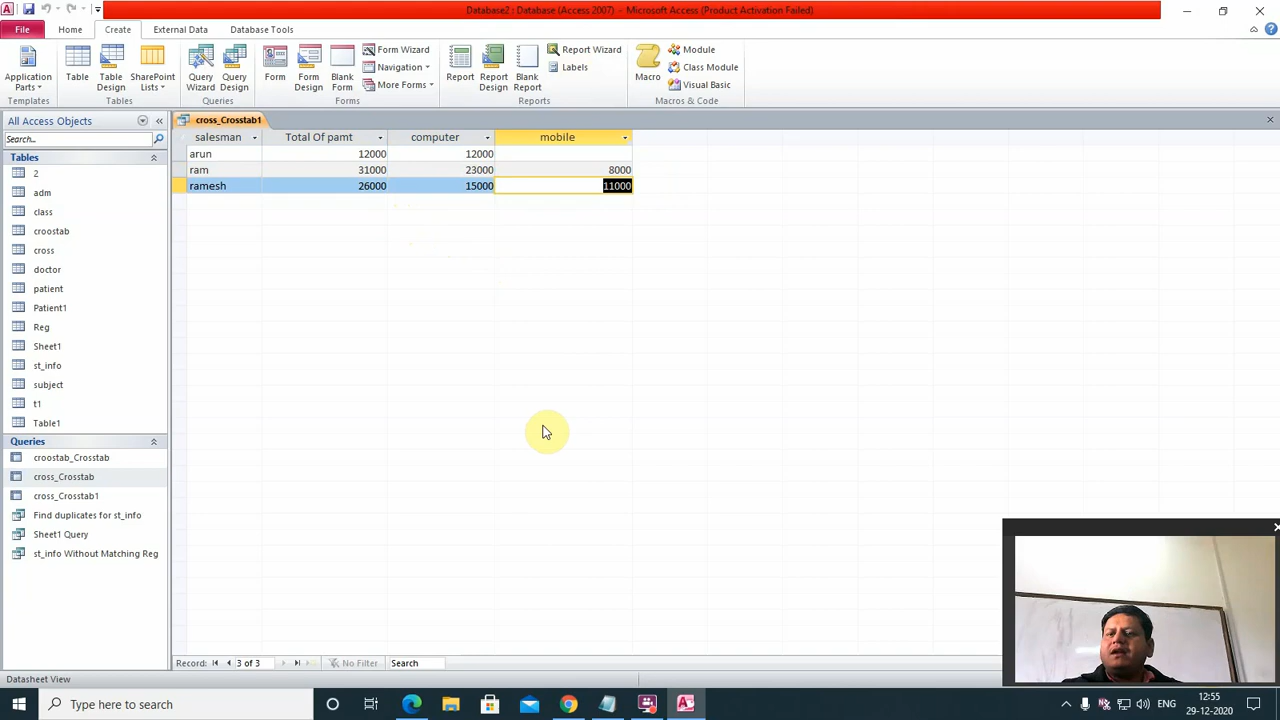 Database2 : Database (Access 2007) - Microsoft Access (Product Activation Failed)
File Home Create External Data Database Tools
Application Parts
Table
Table Design
SharePoint Lists
Query Wizard
Query Design
Form
Form Design
Blank Form
Form Wizard
Navigation
More Forms
Report
Report Design
Blank Report
Report Wizard
Labels
Macro
Module
Class Module
Visual Basic
Templates Tables Queries Forms Reports Macros & Code
All Access Objects
Search...
Tables
2
adm
class
croostab
cross
doctor
patient
Patient1
Reg
Sheet1
st_info
subject
t1
Table1
Queries
croostab_Crosstab
cross_Crosstab
cross_Crosstab1
Find duplicates for st_info
Sheet1 Query
st_info Without Matching Reg
cross_Crosstab1
salesman Total Of pamt computer mobile
arun 12000 12000
ram 31000 23000 8000
ramesh 26000 15000 11000
Record: 3 of 3 No Filter Search
Datasheet View
Type here to search
ENG
12:55
29-12-2020